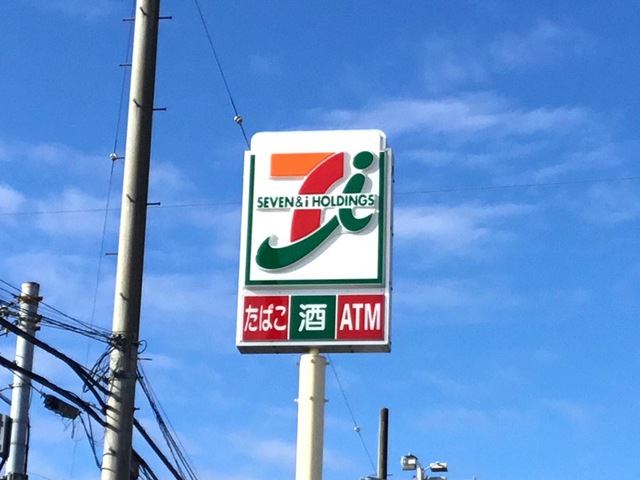 7i
SEVEN&i HOLDINGS
たばこ 酒 ATM